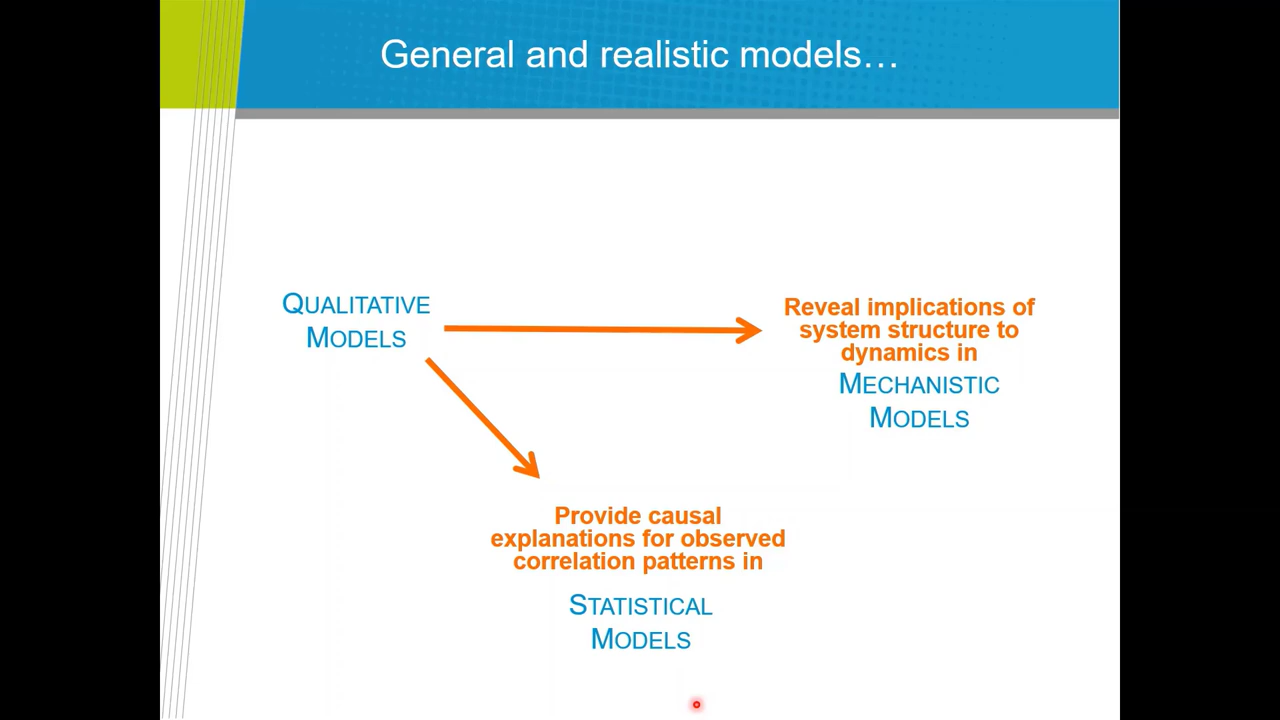 General and realistic models…
QUALITATIVE
MODELS
Reveal implications of
system structure to
dynamics in
MECHANISTIC
MODELS
Provide causal
explanations for observed
correlation patterns in
STATISTICAL
MODELS